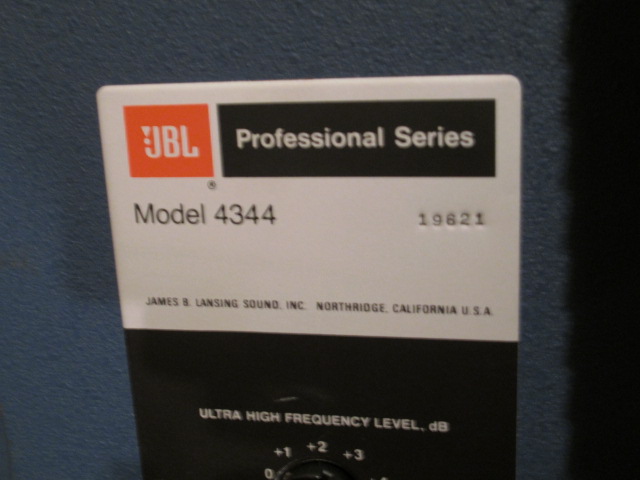 JBL Professional Series
®
Model 4344 19621
JAMES B. LANSING SOUND, INC. NORTHRIDGE, CALIFORNIA U.S.A.
ULTRA HIGH FREQUENCY LEVEL, dB
+1 +2 +3
0